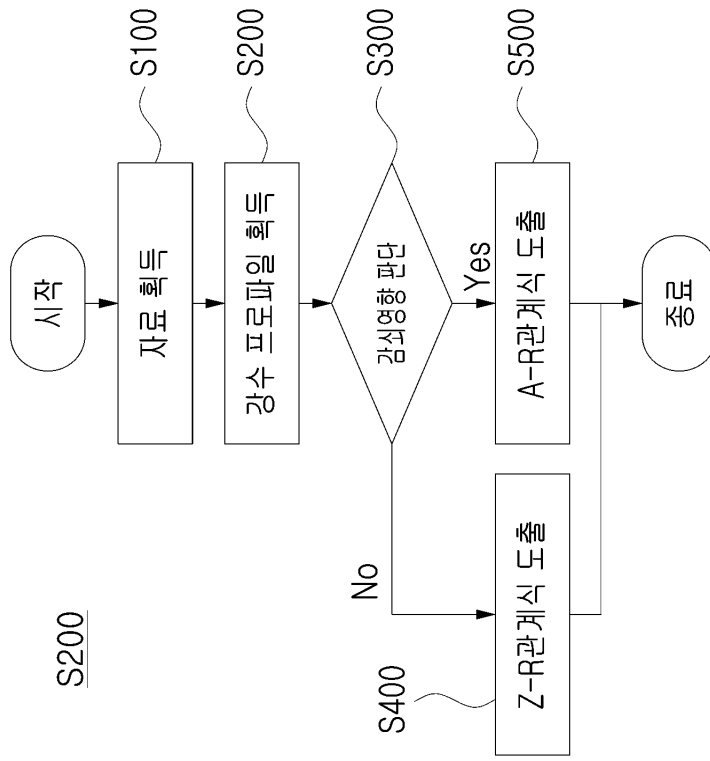 S200
시작
자료 획득
S100
강수 프로파일 획득
S200
감쇠영향 판단
S300
No
Yes
S400
Z-R관계식 도출
A-R관계식 도출
S500
종료